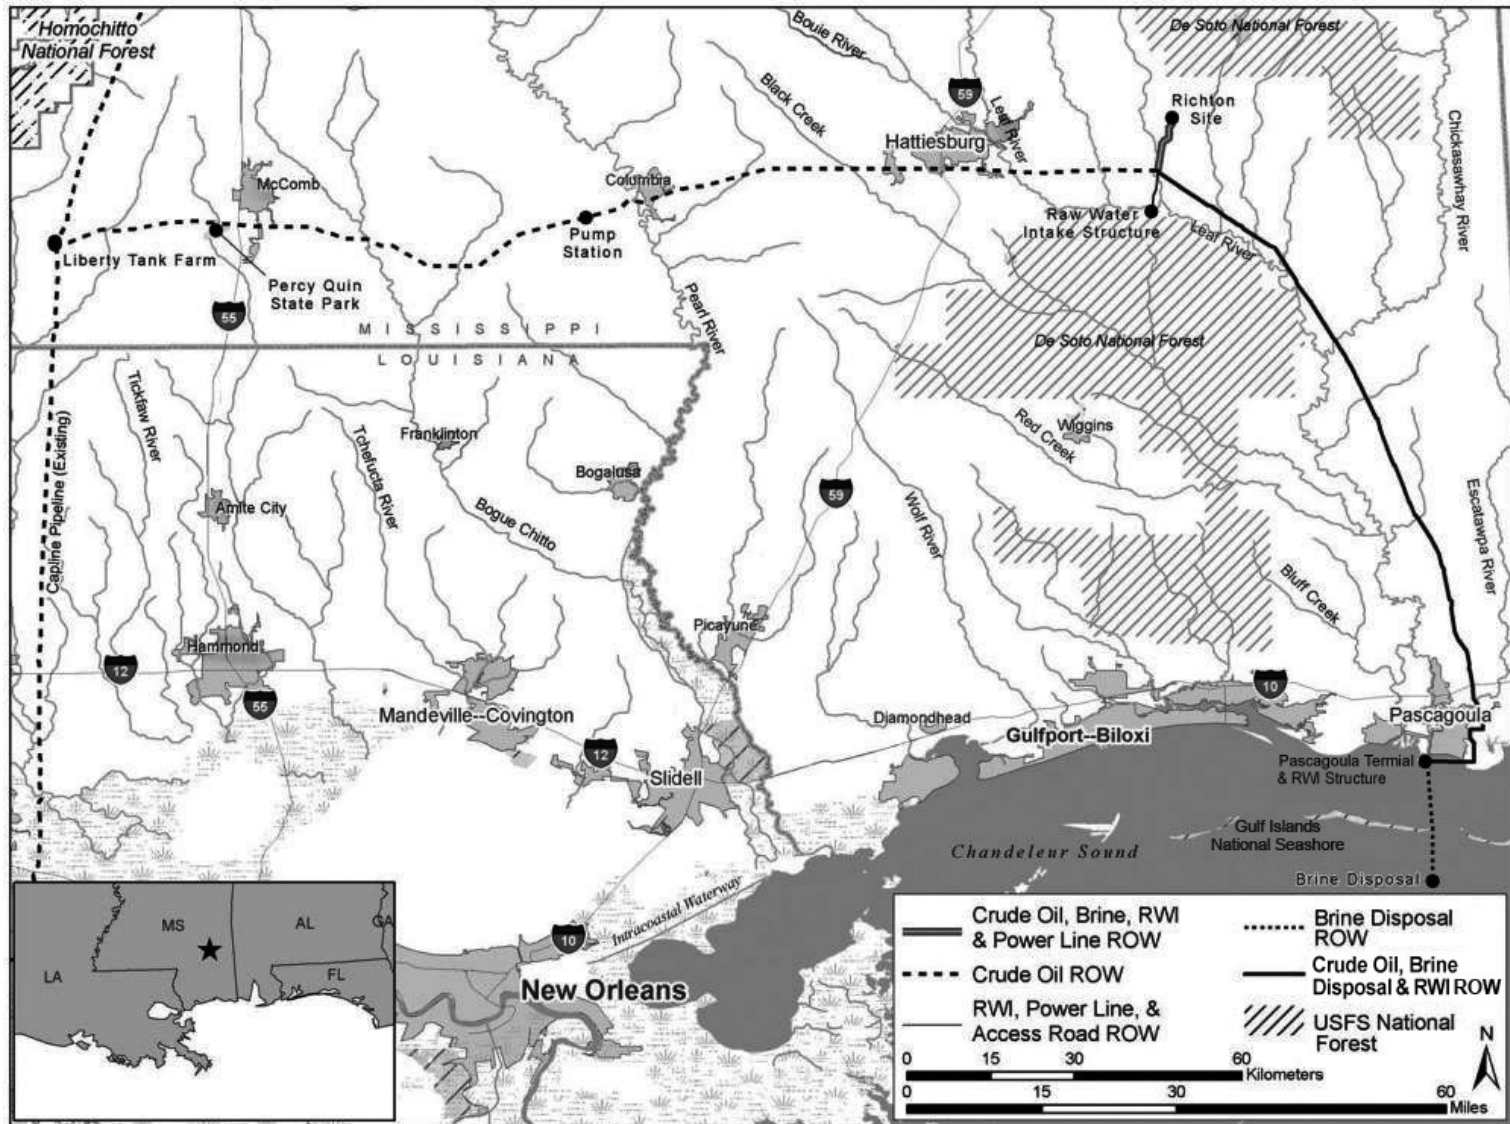 Homochitto
National Forest
Bouie River
De Soto National Forest
Black Creek
59
Leaf River
Richton
Site
Chickasawhay River
Hattiesburg
McComb
Columbia
Raw Water
Intake Structure
Leaf River
Pump
Station
Liberty Tank Farm
Percy Quin
State Park
55
Pearl River
MISSISSIPPI
LOUISIANA
De Soto National Forest
Capline Pipeline (Existing)
Tickfaw River
Tchefucta River
Franklinton
Red Creek
Wiggins
Bogalusa
59
Amite City
Bogue Chitto
Wolf River
Escatawpa River
Bluff Creek
Picayune
Hammond
12
55
10
Mandeville--Covington
Diamondhead
Pascagoula
Gulfport--Biloxi
12
Slidell
Pascagoula Termial
& RWI Structure
Gulf Islands
National Seashore
Chandeleur Sound
Brine Disposal
Intracoastal Waterway
10
New Orleans
MS
AL
GA
LA
FL
Crude Oil, Brine, RWI
& Power Line ROW
Crude Oil ROW
RWI, Power Line, &
Access Road ROW
Brine Disposal
ROW
Crude Oil, Brine
Disposal & RWI ROW
USFS National
Forest
N
0 15 30 60
Kilometers
0 15 30 60
Miles